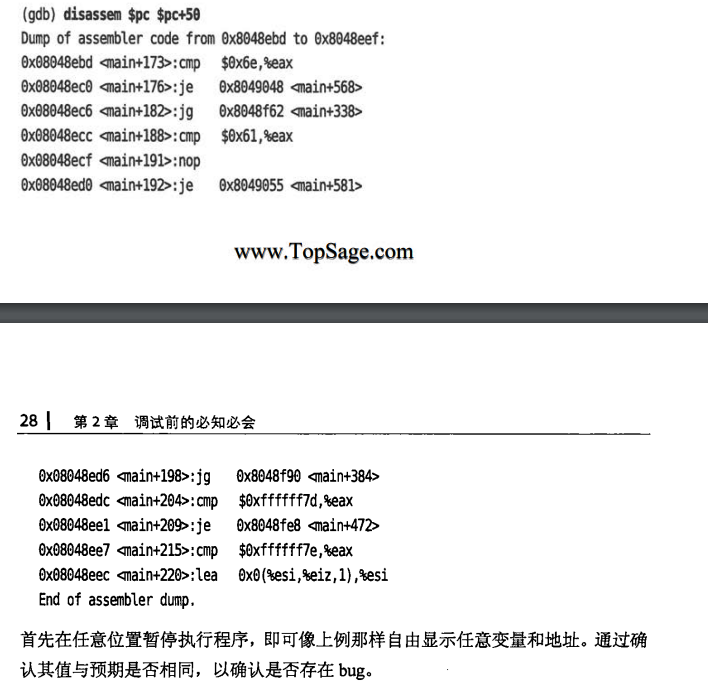 (gdb) disassem $pc $pc+50
Dump of assembler code from 0x8048ebd to 0x8048eef:
0x08048ebd <main+173>:cmp $0x6e,%eax
0x08048ec0 <main+176>:je 0x8049048 <main+568>
0x08048ec6 <main+182>:jg 0x8048f62 <main+338>
0x08048ecc <main+188>:cmp $0x61,%eax
0x08048ecf <main+191>:nop
0x08048ed0 <main+192>:je 0x8049055 <main+581>
www.TopSage.com
28 | 第 2 章 调试前的必知必会
0x08048ed6 <main+198>:jg 0x8048f90 <main+384>
0x08048edc <main+204>:cmp $0xffffff7d,%eax
0x08048ee1 <main+209>:je 0x8048fe8 <main+472>
0x08048ee7 <main+215>:cmp $0xffffff7e,%eax
0x08048eec <main+220>:lea 0x0(%esi,%eiz,1),%esi
End of assembler dump.
首先在任意位置暂停执行程序，即可像上例那样自由显示任意变量和地址。通过确
认其值与预期是否相同，以确认是否存在 bug。